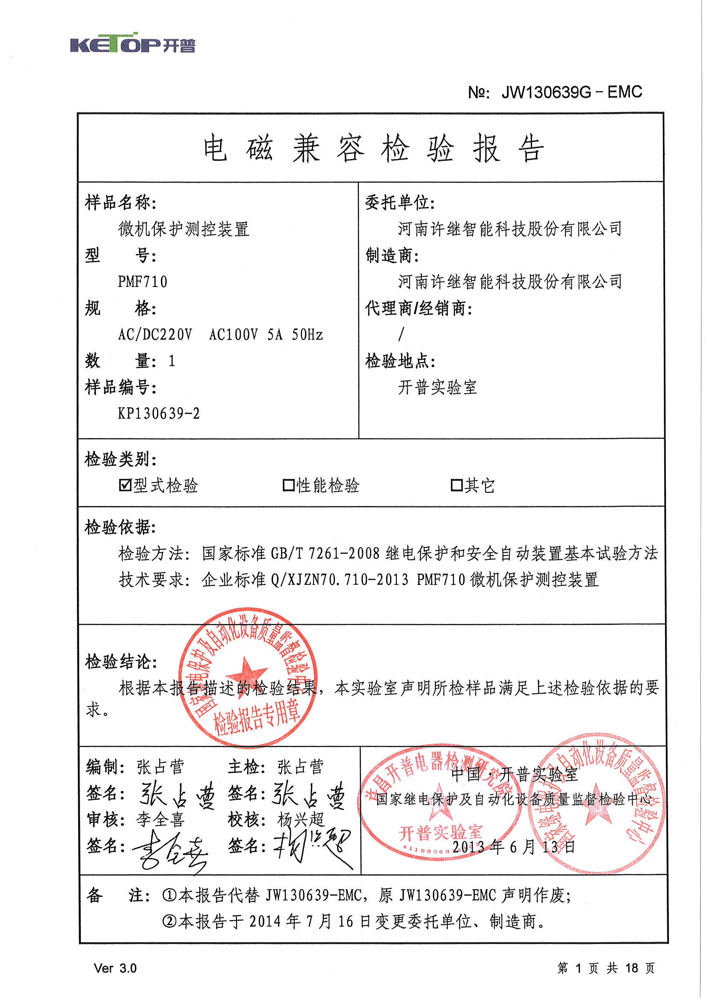 KETOP开普
№: JW130639G-EMC
电磁兼容检验报告
样品名称:
微机保护测控装置
型 号:
PMF710
规 格:
AC/DC220V AC100V 5A 50Hz
数 量: 1
样品编号:
KP130639-2
委托单位:
河南许继智能科技股份有限公司
制造商:
河南许继智能科技股份有限公司
代理商/经销商:
/
检验地点:
开普实验室
检验类别:
☑型式检验 □性能检验 □其它
检验依据:
检验方法: 国家标准 GB/T 7261-2008 继电保护和安全自动装置基本试验方法
技术要求: 企业标准 Q/XJZN70.710-2013 PMF710 微机保护测控装置
检验结论:
根据本报告描述的检验结果, 本实验室声明所检样品满足上述检验依据的要
求。
国家继电保护及自动化设备质量监督检验中心
检验报告专用章
编制: 张占营 主检: 张占营
签名: 张占营 签名: 张占营
审核: 李全喜 校核: 杨兴超
签名: 李全喜 签名: 杨兴超
中国·开普实验室
国家继电保护及自动化设备质量监督检验中心
2013 年 6 月 13 日
许昌开普电器检测研究院
开普实验室
国家继电保护及自动化设备质量监督检验中心
备 注: ①本报告代替 JW130639-EMC, 原 JW130639-EMC 声明作废;
②本报告于 2014 年 7 月 16 日变更委托单位、制造商。
Ver 3.0
第 1 页 共 18 页